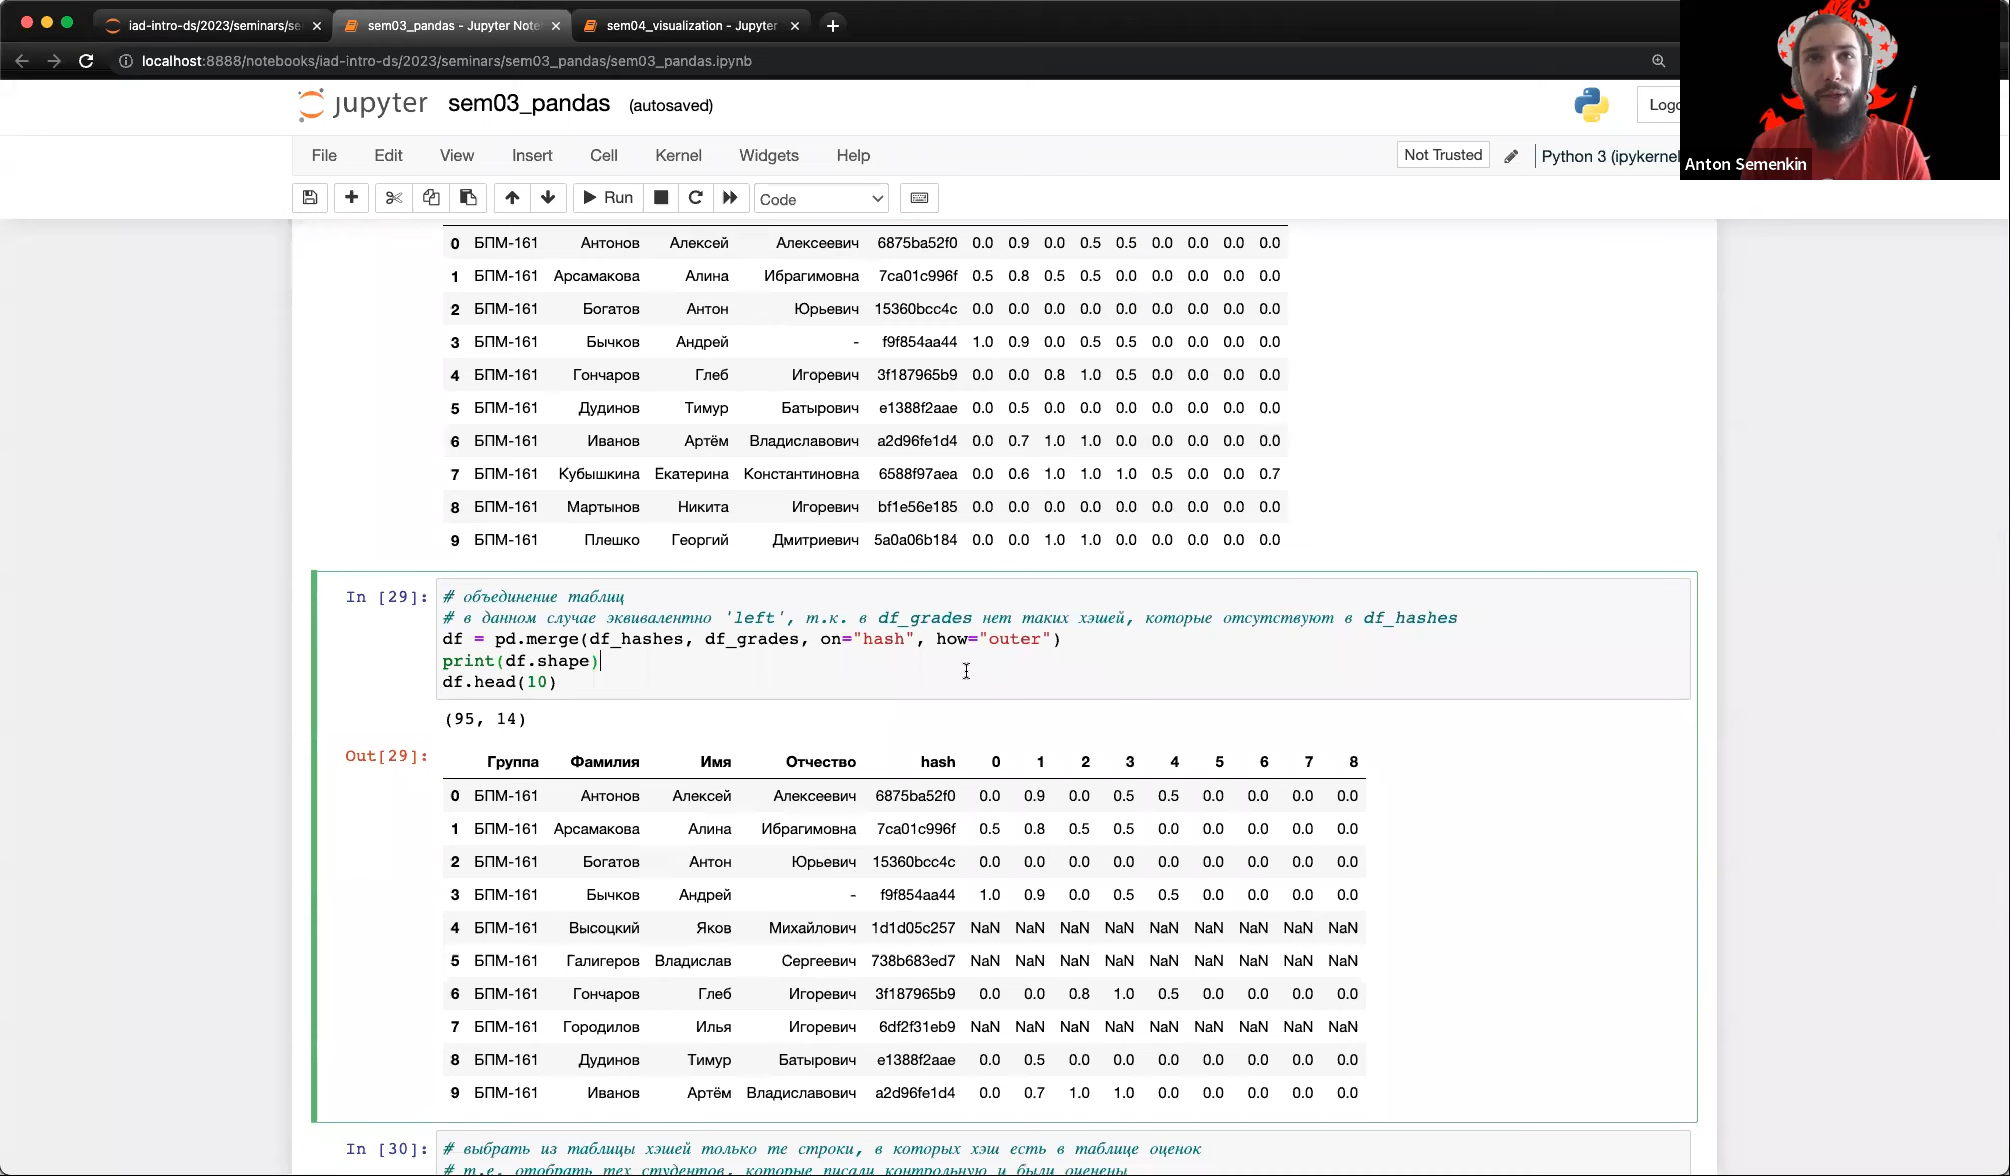 iad-intro-ds/2023/seminars/se
sem03_pandas - Jupyter Note
sem04_visualization - Jupyter
localhost:8888/notebooks/iad-intro-ds/2023/seminars/sem03_pandas/sem03_pandas.ipynb
Anton Semenkin
jupyter sem03_pandas (autosaved)
Logo
File Edit View Insert Cell Kernel Widgets Help
Not Trusted Python 3 (ipykernel
Run Code
0 БПМ-161 Антонов Алексей Алексеевич 6875ba52f0 0.0 0.9 0.0 0.5 0.5 0.0 0.0 0.0 0.0
1 БПМ-161 Арсамакова Алина Ибрагимовна 7ca01c996f 0.5 0.8 0.5 0.5 0.0 0.0 0.0 0.0 0.0
2 БПМ-161 Богатов Антон Юрьевич 15360bcc4c 0.0 0.0 0.0 0.0 0.0 0.0 0.0 0.0 0.0
3 БПМ-161 Бычков Андрей - f9f854aa44 1.0 0.9 0.0 0.5 0.5 0.0 0.0 0.0 0.0
4 БПМ-161 Гончаров Глеб Игоревич 3f187965b9 0.0 0.0 0.8 1.0 0.5 0.0 0.0 0.0 0.0
5 БПМ-161 Дудинов Тимур Батырович e1388f2aae 0.0 0.5 0.0 0.0 0.0 0.0 0.0 0.0 0.0
6 БПМ-161 Иванов Артём Владиславович a2d96fe1d4 0.0 0.7 1.0 1.0 0.0 0.0 0.0 0.0 0.0
7 БПМ-161 Кубышкина Екатерина Константиновна 6588f97aea 0.0 0.6 1.0 1.0 1.0 0.5 0.0 0.0 0.7
8 БПМ-161 Мартынов Никита Игоревич bf1e56e185 0.0 0.0 0.0 0.0 0.0 0.0 0.0 0.0 0.0
9 БПМ-161 Плешко Георгий Дмитриевич 5a0a06b184 0.0 0.0 1.0 1.0 0.0 0.0 0.0 0.0 0.0
In [29]: # объединение таблиц
# в данном случае эквивалентно 'left', т.к. в df_grades нет таких хэшей, которые отсутствуют в df_hashes
df = pd.merge(df_hashes, df_grades, on="hash", how="outer")
print(df.shape)
df.head(10)
(95, 14)
Out[29]: Группа Фамилия Имя Отчество hash 0 1 2 3 4 5 6 7 8
0 БПМ-161 Антонов Алексей Алексеевич 6875ba52f0 0.0 0.9 0.0 0.5 0.5 0.0 0.0 0.0 0.0
1 БПМ-161 Арсамакова Алина Ибрагимовна 7ca01c996f 0.5 0.8 0.5 0.5 0.0 0.0 0.0 0.0 0.0
2 БПМ-161 Богатов Антон Юрьевич 15360bcc4c 0.0 0.0 0.0 0.0 0.0 0.0 0.0 0.0 0.0
3 БПМ-161 Бычков Андрей - f9f854aa44 1.0 0.9 0.0 0.5 0.5 0.0 0.0 0.0 0.0
4 БПМ-161 Высоцкий Яков Михайлович 1d1d05c257 NaN NaN NaN NaN NaN NaN NaN NaN NaN
5 БПМ-161 Галигеров Владислав Сергеевич 738b683ed7 NaN NaN NaN NaN NaN NaN NaN NaN NaN
6 БПМ-161 Гончаров Глеб Игоревич 3f187965b9 0.0 0.0 0.8 1.0 0.5 0.0 0.0 0.0 0.0
7 БПМ-161 Городилов Илья Игоревич 6df2f31eb9 NaN NaN NaN NaN NaN NaN NaN NaN NaN
8 БПМ-161 Дудинов Тимур Батырович e1388f2aae 0.0 0.5 0.0 0.0 0.0 0.0 0.0 0.0 0.0
9 БПМ-161 Иванов Артём Владиславович a2d96fe1d4 0.0 0.7 1.0 1.0 0.0 0.0 0.0 0.0 0.0
In [30]: # выбрать из таблицы хэшей только те строки, в которых хэш есть в таблице оценок
# т.е. отобрать тех студентов, которые писали контрольную и были оценены